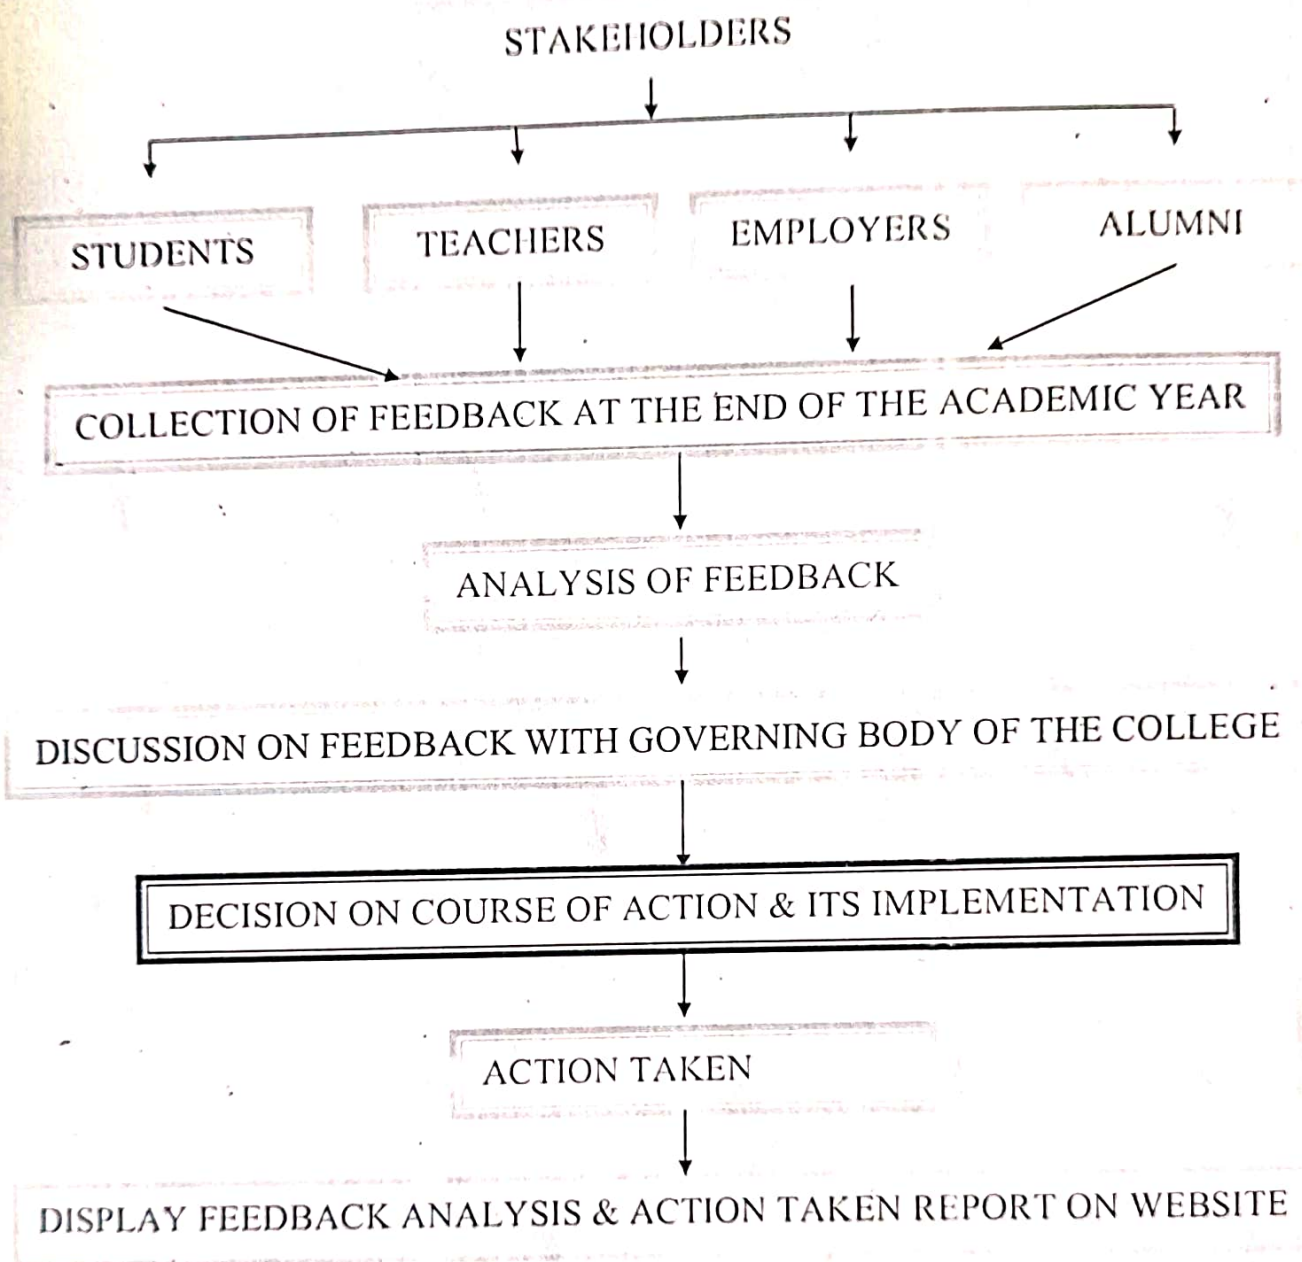 STAKEHOLDERS
STUDENTS
TEACHERS
EMPLOYERS
ALUMNI
COLLECTION OF FEEDBACK AT THE END OF THE ACADEMIC YEAR
ANALYSIS OF FEEDBACK
DISCUSSION ON FEEDBACK WITH GOVERNING BODY OF THE COLLEGE
DECISION ON COURSE OF ACTION & ITS IMPLEMENTATION
ACTION TAKEN
DISPLAY FEEDBACK ANALYSIS & ACTION TAKEN REPORT ON WEBSITE